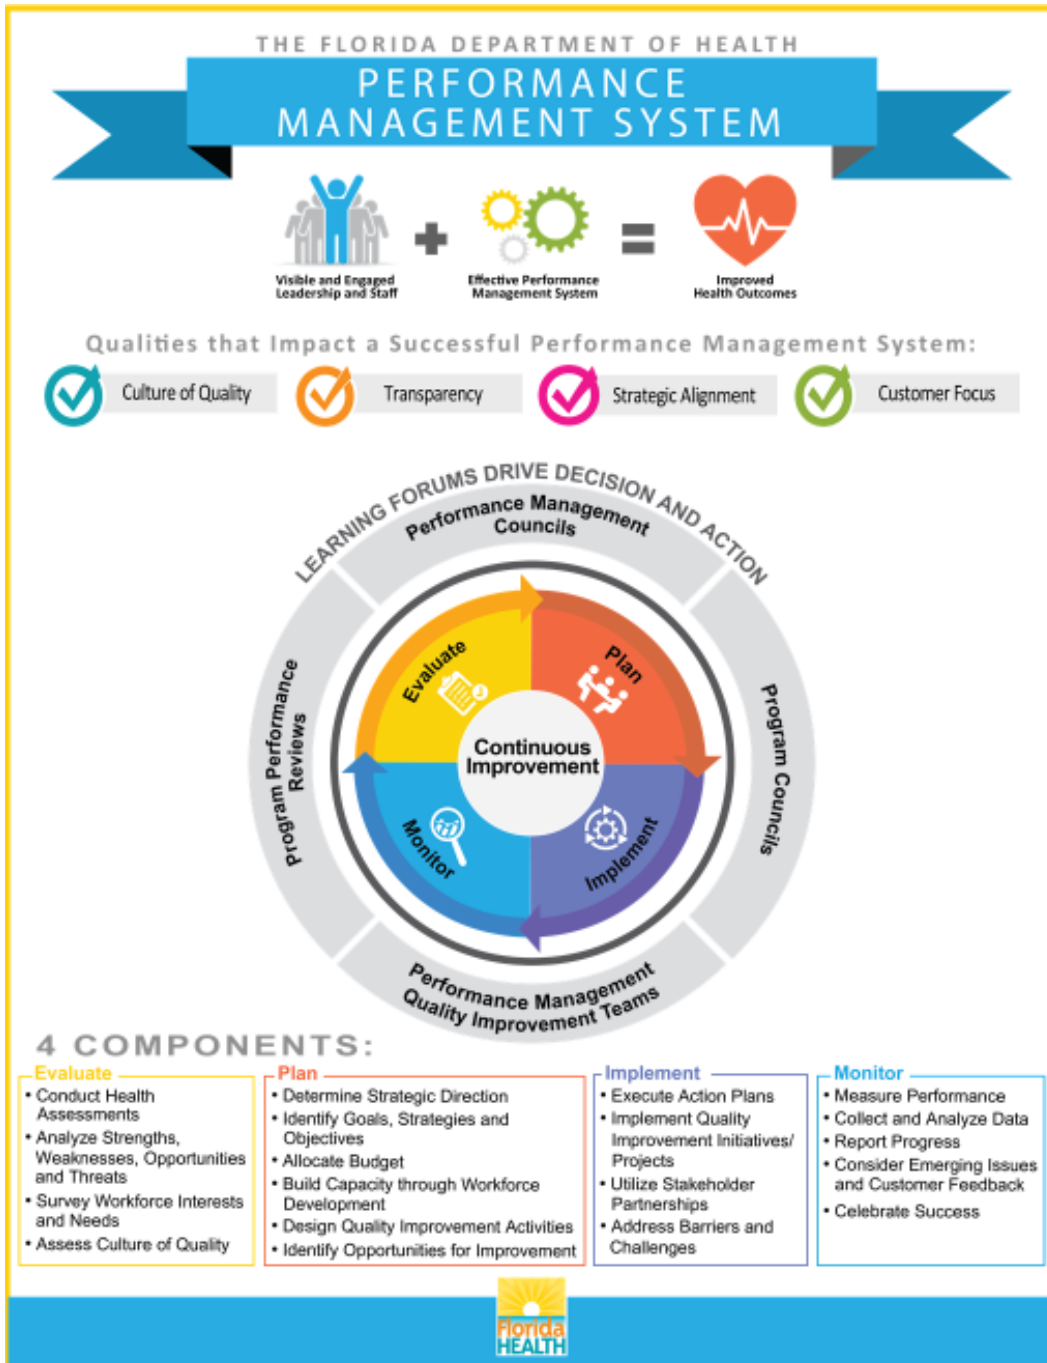 THE FLORIDA DEPARTMENT OF HEALTH
PERFORMANCE
MANAGEMENT SYSTEM
Visible and Engaged
Leadership and Staff
Effective Performance
Management System
Improved
Health Outcomes
Qualities that Impact a Successful Performance Management System:
Culture of Quality
Transparency
Strategic Alignment
Customer Focus
LEARNING FORUMS DRIVE DECISION AND ACTION
Performance Management
Councils
Program Councils
Performance Management
Quality Improvement Teams
Program Performance
Reviews
Evaluate
Plan
Implement
Monitor
Continuous
Improvement
4 COMPONENTS:
Evaluate
• Conduct Health
Assessments
• Analyze Strengths,
Weaknesses, Opportunities
and Threats
• Survey Workforce Interests
and Needs
• Assess Culture of Quality
Plan
• Determine Strategic Direction
• Identify Goals, Strategies and
Objectives
• Allocate Budget
• Build Capacity through Workforce
Development
• Design Quality Improvement Activities
• Identify Opportunities for Improvement
Implement
• Execute Action Plans
• Implement Quality
Improvement Initiatives/
Projects
• Utilize Stakeholder
Partnerships
• Address Barriers and
Challenges
Monitor
• Measure Performance
• Collect and Analyze Data
• Report Progress
• Consider Emerging Issues
and Customer Feedback
• Celebrate Success
Florida
HEALTH